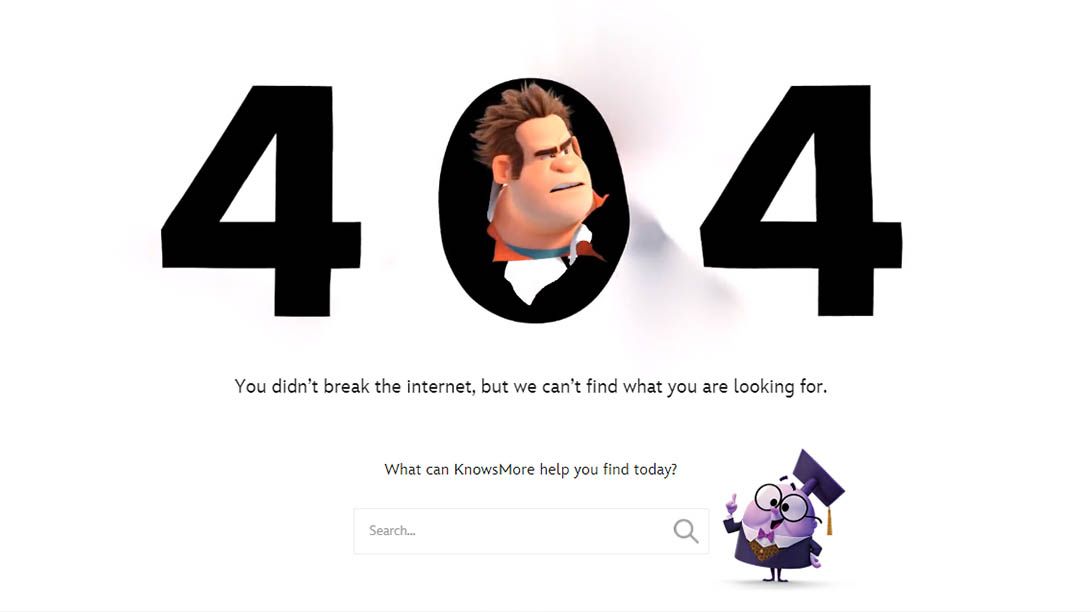 404
You didn't break the internet, but we can't find what you are looking for.
What can KnowsMore help you find today?
Search...